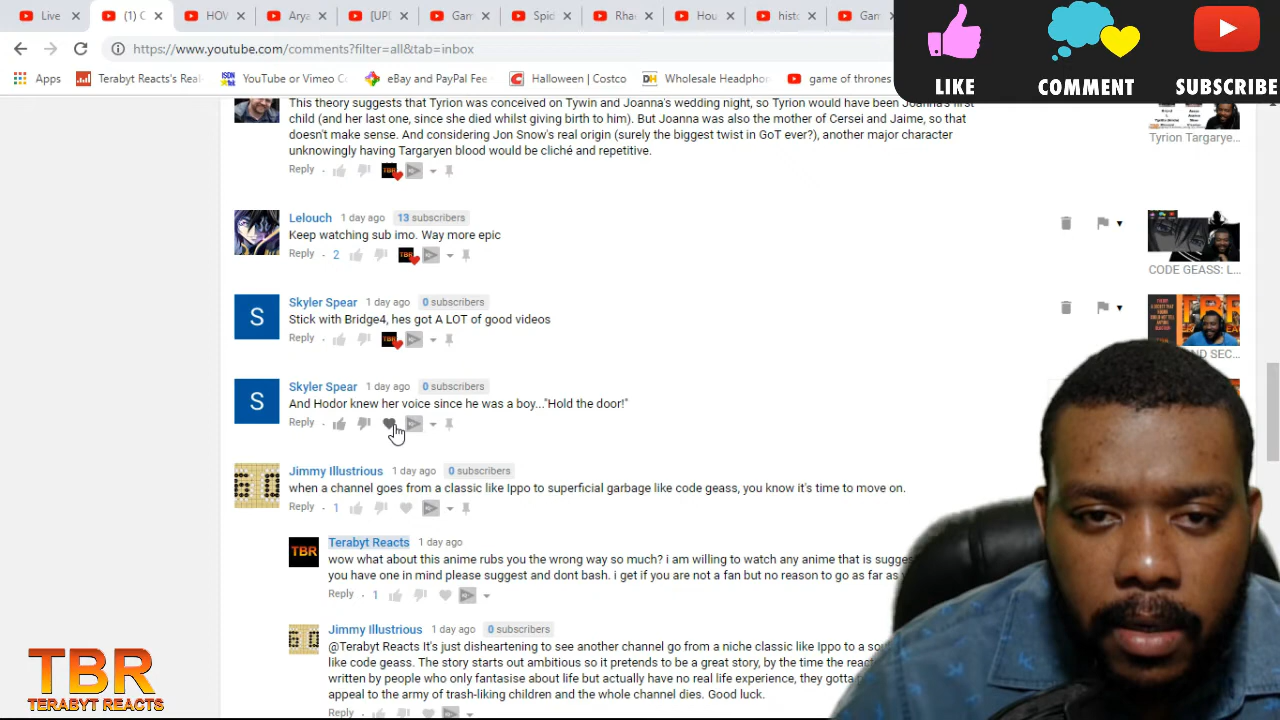 Live
(1) C
HOV
Arya
[UPD
Gam
Spid
Rhae
Hou
histo
Gam
https://www.youtube.com/comments?filter=all&tab=inbox
Apps
Terabyt Reacts's Rea
YouTube or Vimeo C
eBay and PayPal Fee
Halloween | Costco
Wholesale Headpho
game of thrones
LIKE
COMMENT
SUBSCRIBE
This theory suggests that Tyrion was conceived on Tywin and Joanna's wedding night, so Tyrion would have been Joanna's first
child (and her last one, since she died whilst giving birth to him). But Joanna was also the mother of Cersei and Jaime, so that
doesn't make sense. And considering Jon Snow's real origin (surely the biggest twist in GoT ever?), another major character
unknowingly having Targaryen blood would be cliché and repetitive.
Tyrion Targarye...
Reply
Lelouch 1 day ago 13 subscribers
Keep watching sub imo. Way more epic
Reply · 2
CODE GEASS: L...
Skyler Spear 1 day ago 0 subscribers
Stick with Bridge4, hes got A LOT of good videos
Reply
ND SEC...
Skyler Spear 1 day ago 0 subscribers
And Hodor knew her voice since he was a boy..."Hold the door!"
Reply
Jimmy Illustrious 1 day ago 0 subscribers
when a channel goes from a classic like Ippo to superficial garbage like code geass, you know it's time to move on.
Reply · 1
TBR
Terabyt Reacts 1 day ago
wow what about this anime rubs you the wrong way so much? i am willing to watch any anime that is sugges
you have one in mind please suggest and dont bash. i get if you are not a fan but no reason to go as far as
Reply · 1
Jimmy Illustrious 1 day ago 0 subscribers
@Terabyt Reacts It's just disheartening to see another channel go from a niche classic like Ippo to a sou
like code geass. The story starts out ambitious so it pretends to be a great story, by the time the react
written by people who only fantasise about life but actually have no real life experience, they gotta
appeal to the army of trash-liking children and the whole channel dies. Good luck.
Reply
TBR
TERABYT REACTS